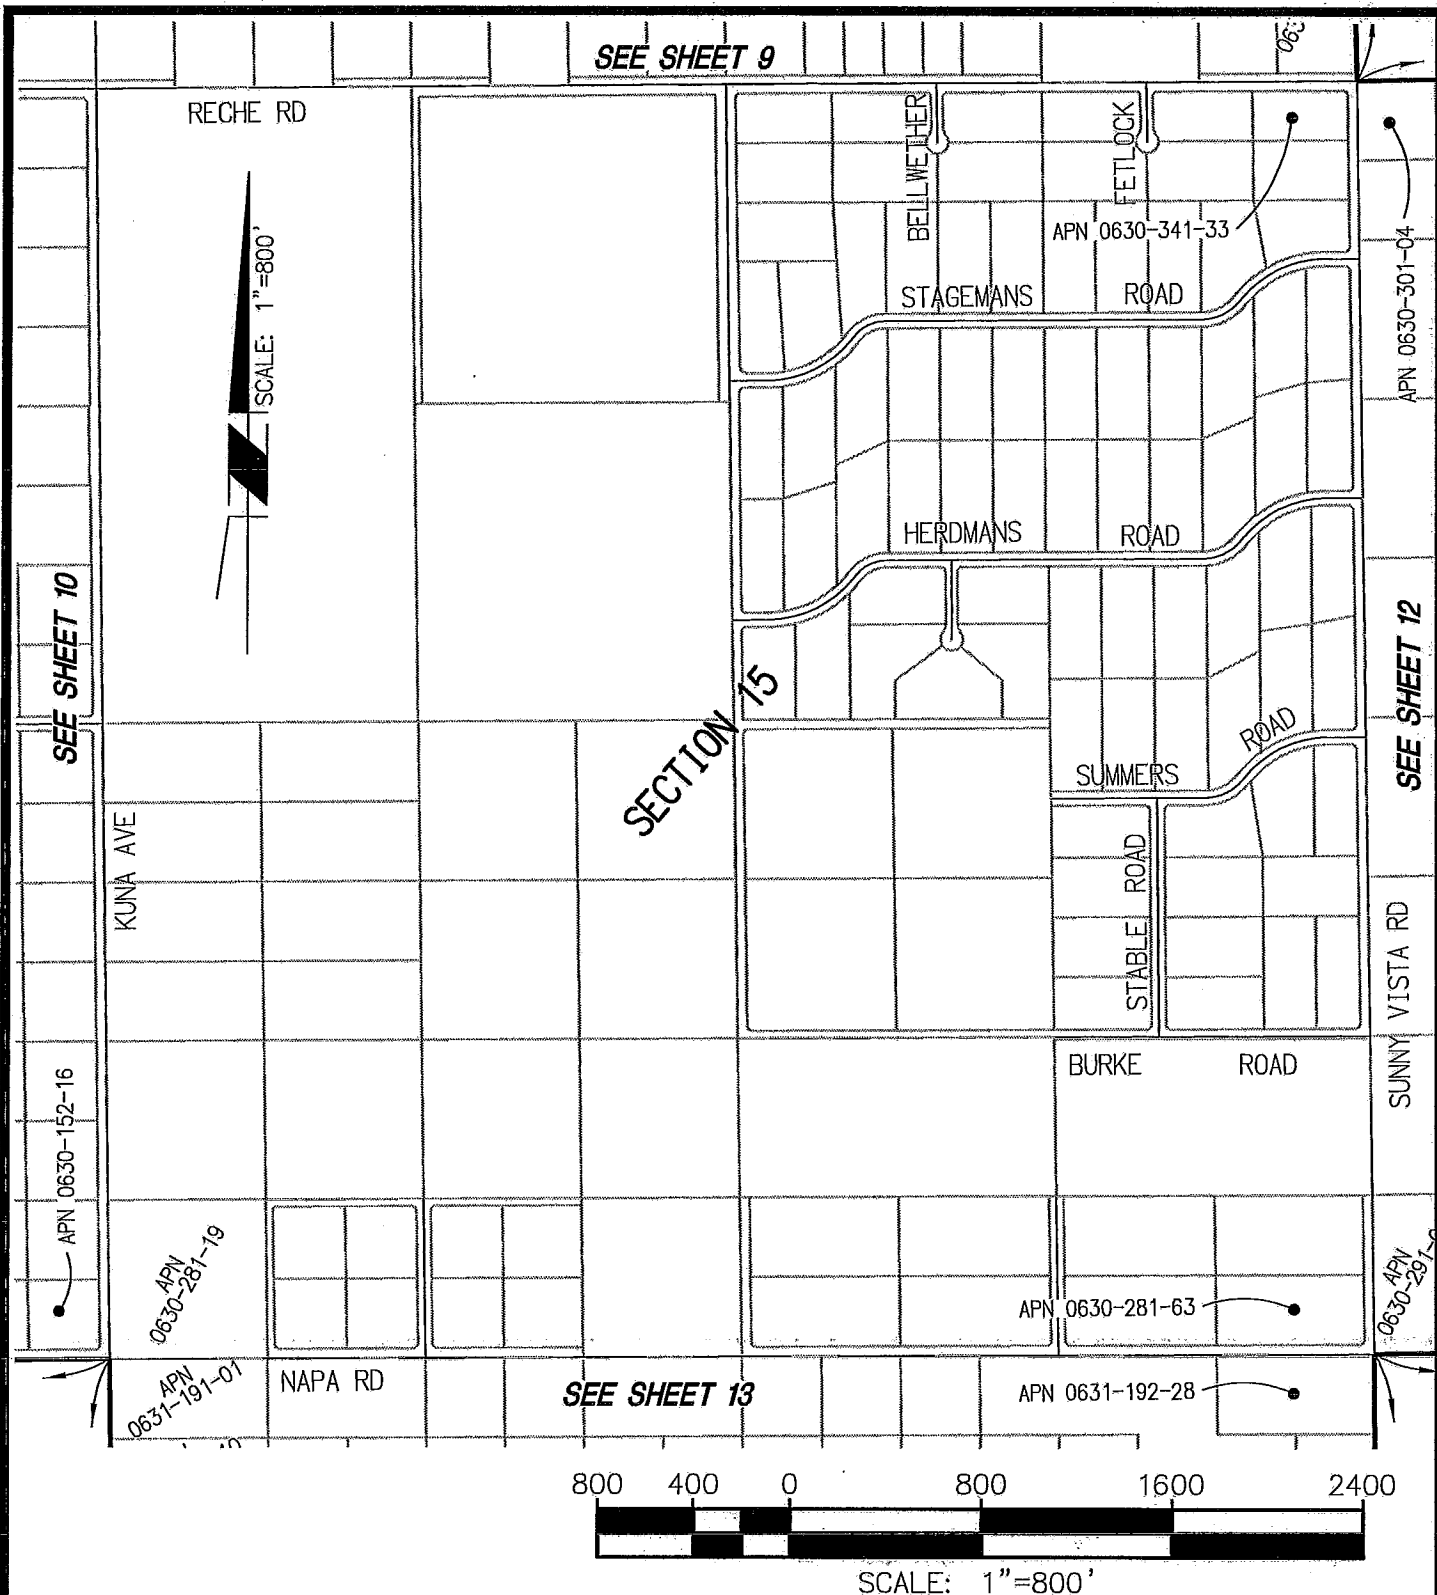 SEE SHEET 9
RECHE RD
BELLWETHER
FETLOCK
APN 0630-341-33
APN 0630-301-04
SCALE: 1"=800'
STAGEMANS ROAD
HERDMANS ROAD
SEE SHEET 10
SEE SHEET 12
SECTION 15
SUMMERS ROAD
KUNA AVE
STABLE ROAD
SUNNY VISTA RD
BURKE ROAD
APN 0630-152-16
APN
0630-281-19
APN 0630-281-63
APN
APN
0631-191-01
NAPA RD
SEE SHEET 13
APN 0631-192-28
800 400 0 800 1600 2400
SCALE: 1"=800'